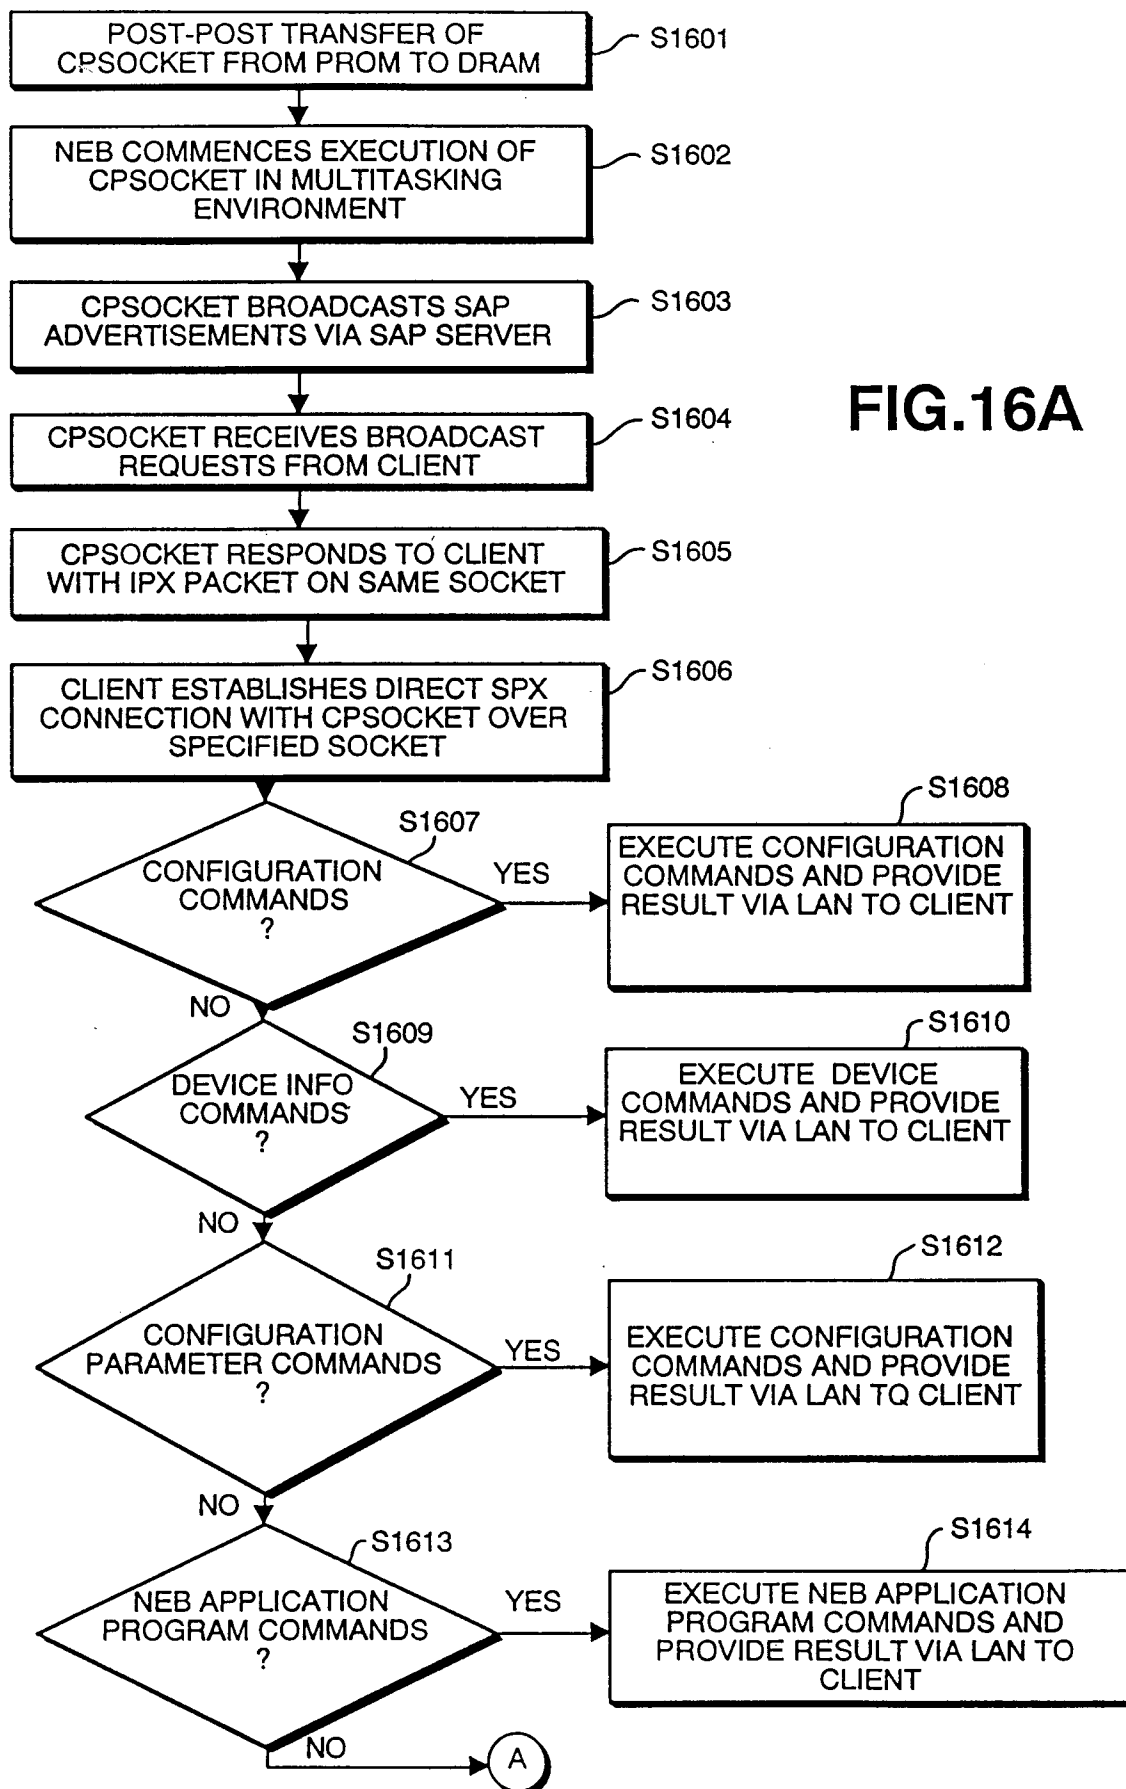 POST-POST TRANSFER OF
CPSOCKET FROM PROM TO DRAM
S1601
NEB COMMENCES EXECUTION OF
CPSOCKET IN MULTITASKING
ENVIRONMENT
S1602
CPSOCKET BROADCASTS SAP
ADVERTISEMENTS VIA SAP SERVER
S1603
CPSOCKET RECEIVES BROADCAST
REQUESTS FROM CLIENT
S1604
FIG.16A
CPSOCKET RESPONDS TO CLIENT
WITH IPX PACKET ON SAME SOCKET
S1605
CLIENT ESTABLISHES DIRECT SPX
CONNECTION WITH CPSOCKET OVER
SPECIFIED SOCKET
S1606
CONFIGURATION
COMMANDS
?
S1607
YES
NO
S1608
EXECUTE CONFIGURATION
COMMANDS AND PROVIDE
RESULT VIA LAN TO CLIENT
DEVICE INFO
COMMANDS
?
S1609
YES
NO
S1610
EXECUTE DEVICE
COMMANDS AND PROVIDE
RESULT VIA LAN TO CLIENT
CONFIGURATION
PARAMETER COMMANDS
?
S1611
YES
NO
S1612
EXECUTE CONFIGURATION
COMMANDS AND PROVIDE
RESULT VIA LAN TQ CLIENT
NEB APPLICATION
PROGRAM COMMANDS
?
S1613
YES
NO
S1614
EXECUTE NEB APPLICATION
PROGRAM COMMANDS AND
PROVIDE RESULT VIA LAN TO
CLIENT
A